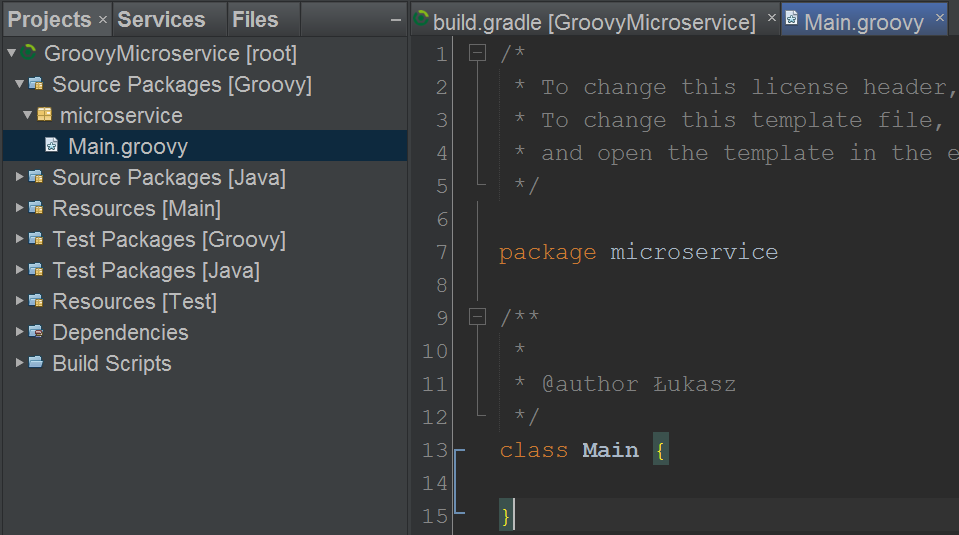 Projects × Services Files –
GroovyMicroservice [root]
Source Packages [Groovy]
microservice
Main.groovy
Source Packages [Java]
Resources [Main]
Test Packages [Groovy]
Test Packages [Java]
Resources [Test]
Dependencies
Build Scripts
build.gradle [GroovyMicroservice] × Main.groovy ×
1 /*
2 * To change this license header,
3 * To change this template file,
4 * and open the template in the e
5 */
6
7 package microservice
8
9 /**
10 *
11 * @author Łukasz
12 */
13 class Main {
14
15 }